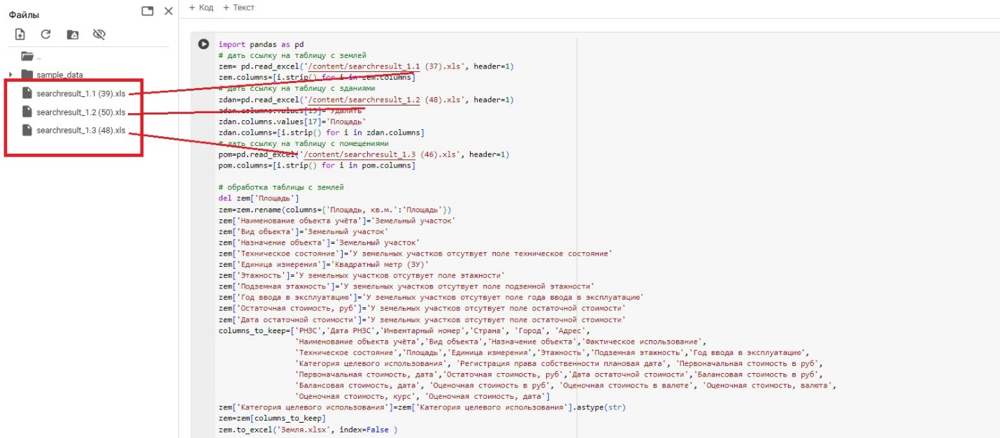 Файлы
+ Код + Текст
..
sample_data
searchresult_1.1 (39).xls
searchresult_1.2 (50).xls
searchresult_1.3 (48).xls
import pandas as pd
# дать ссылку на таблицу с землей
zem= pd.read_excel('/content/searchresult_1.1 (37).xls', header=1)
zem.columns=[i.strip() for i in zem.columns]
# дать ссылку на таблицу с зданиями
zdan=pd.read_excel('/content/searchresult_1.2 (48).xls', header=1)
zdan.columns.values[15]='Удалить'
zdan.columns.values[17]='Площадь'
zdan.columns=[i.strip() for i in zdan.columns]
# дать ссылку на таблицу с помещениями
pom=pd.read_excel('/content/searchresult_1.3 (46).xls', header=1)
pom.columns=[i.strip() for i in pom.columns]
# обработка таблицы с землей
del zem['Площадь']
zem=zem.rename(columns={'Площадь, кв.м.':'Площадь'})
zem['Наименование объекта учёта']='Земельный участок'
zem['Вид объекта']='Земельный участок'
zem['Назначение объекта']='Земельный участок'
zem['Техническое состояние']='У земельных участков отсутвует поле техническое состояние'
zem['Единица измерения']='Квадратный метр (ЗУ)'
zem['Этажность']='У земельных участков отсутвует поле этажности'
zem['Подземная этажность']='У земельных участков отсутвует поле подземной этажности'
zem['Год ввода в эксплуатацию']='У земельных участков отсутвует поле года ввода в эксплуатацию'
zem['Остаточная стоимость, руб']='У земельных участков отсутвует поле остаточной стоимости'
zem['Дата остаточной стоимости']='У земельных участков отсутвует поле остаточной стоимости'
columns_to_keep=['РНЗС','Дата РНЗС','Инвентарный номер','Страна', 'Город', 'Адрес',
'Наименование объекта учёта','Вид объекта','Назначение объекта','Фактическое использование',
'Техническое состояние','Площадь','Единица измерения','Этажность','Подземная этажность','Год ввода в эксплуатацию',
'Категория целевого использования', 'Регистрация права собственности плановая дата', 'Первоначальная стоимость в руб',
'Первоначальная стоимость, дата','Остаточная стоимость, руб','Дата остаточной стоимости','Балансовая стоимость в руб',
'Балансовая стоимость, дата', 'Оценочная стоимость в руб', 'Оценочная стоимость в валюте', 'Оценочная стоимость, валюта',
'Оценочная стоимость, курс', 'Оценочная стоимость, дата']
zem['Категория целевого использования']=zem['Категория целевого использования'].astype(str)
zem=zem[columns_to_keep]
zem.to_excel('Земля.xlsx', index=False )